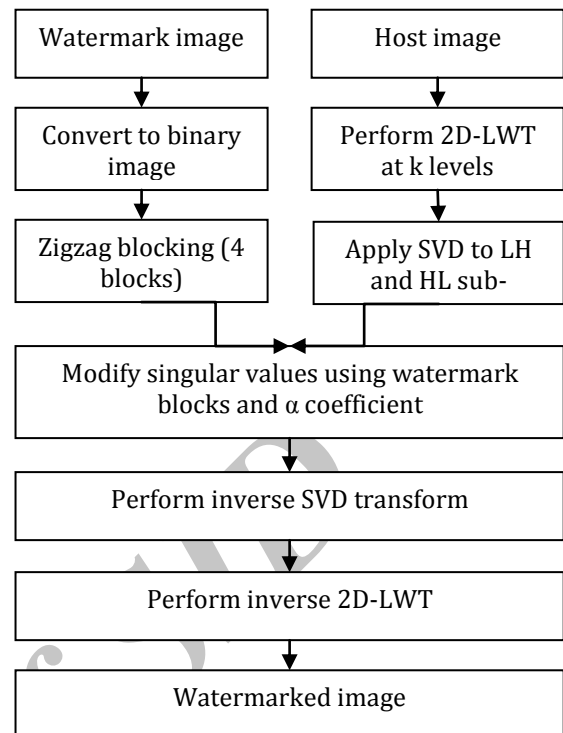 Watermark image
Host image
Convert to binary
image
Perform 2D-LWT
at k levels
Zigzag blocking (4
blocks)
Apply SVD to LH
and HL sub-
Modify singular values using watermark
blocks and α coefficient
Perform inverse SVD transform
Perform inverse 2D-LWT
Watermarked image